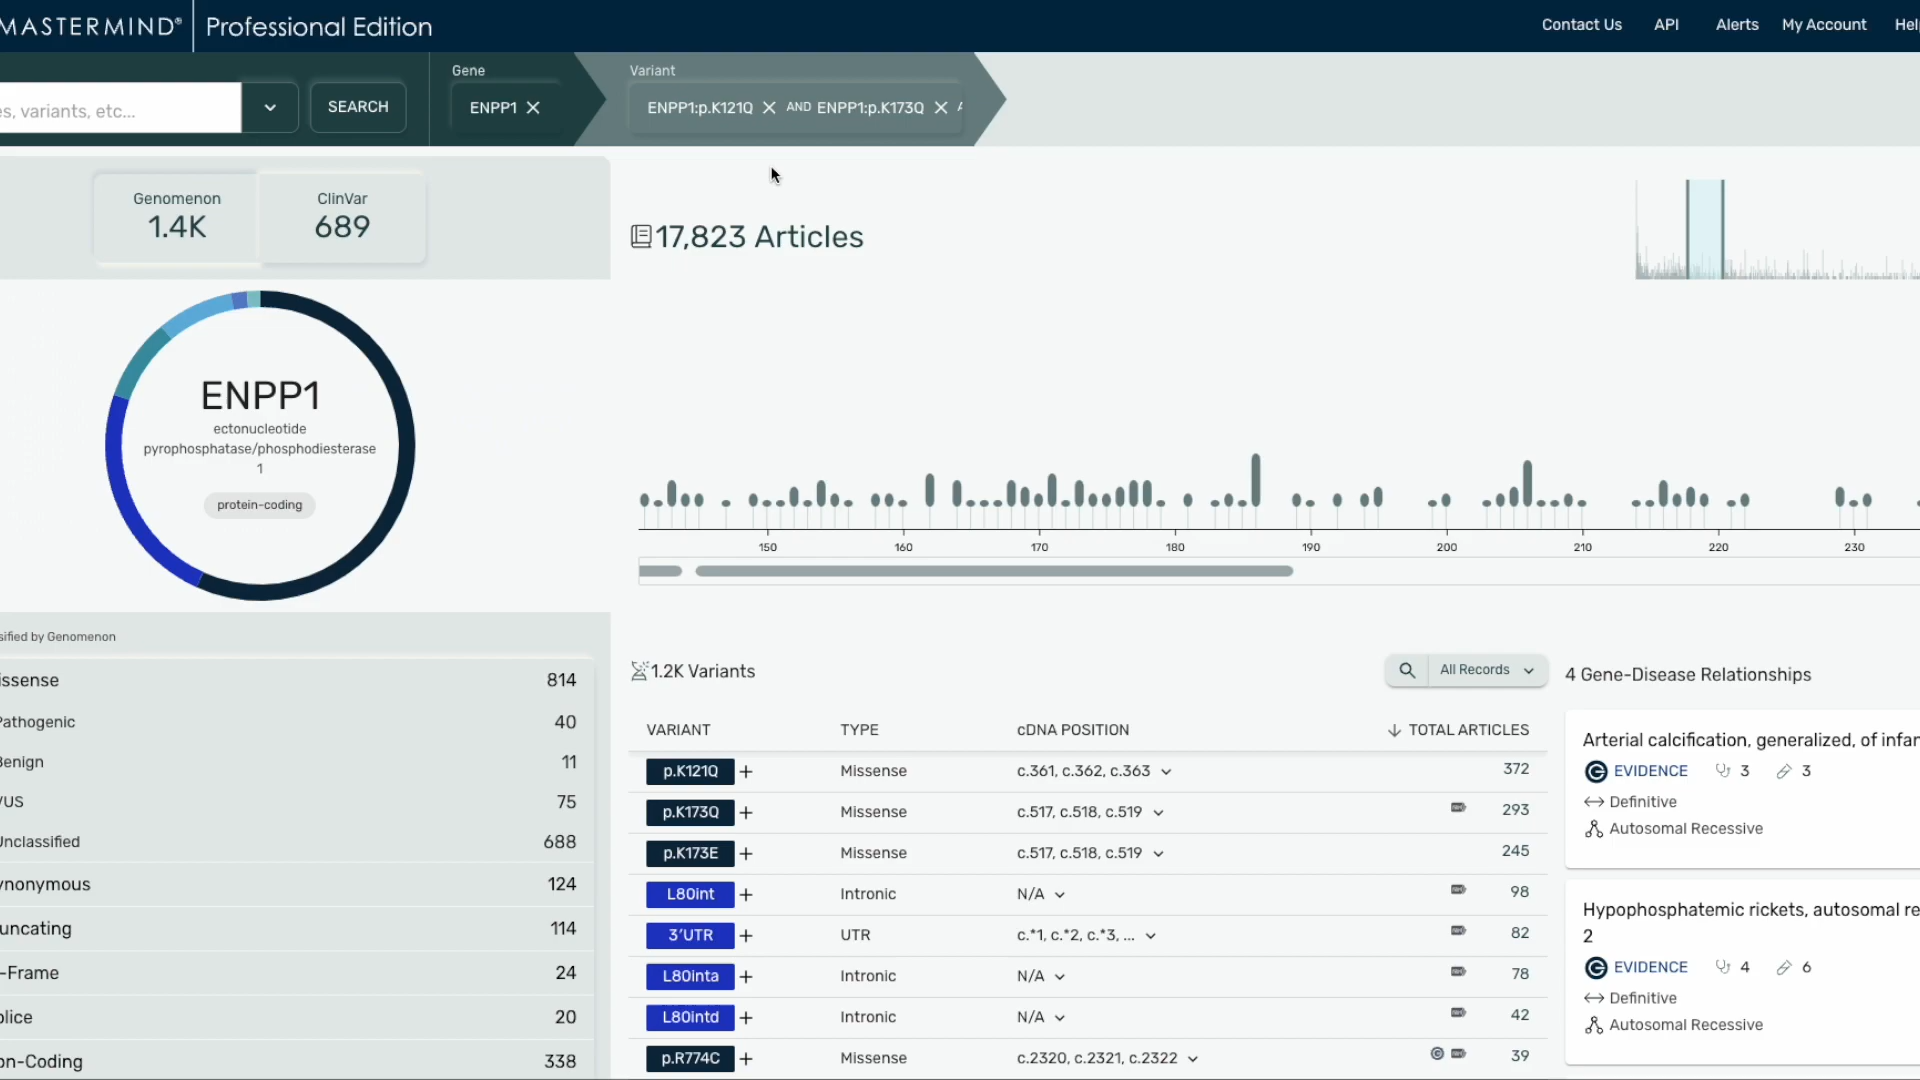 MASTERMIND® Professional Edition
Contact Us API Alerts My Account Help
es, variants, etc...
SEARCH
Gene
ENPP1
Variant
ENPP1:p.K121Q AND ENPP1:p.K173Q
Genomenon
1.4K
ClinVar
689
17,823 Articles
ENPP1
ectonucleotide
pyrophosphatase/phosphodiesterase
1
protein-coding
150 160 170 180 190 200 210 220 230
sified by Genomenon
issense 814
Pathogenic 40
Benign 11
VUS 75
Unclassified 688
ynonymous 124
uncating 114
-Frame 24
plice 20
on-Coding 338
1.2K Variants
All Records
VARIANT TYPE cDNA POSITION TOTAL ARTICLES
p.K121Q + Missense c.361, c.362, c.363 372
p.K173Q + Missense c.517, c.518, c.519 293
p.K173E + Missense c.517, c.518, c.519 245
L80int + Intronic N/A 98
3'UTR + UTR c.*1, c.*2, c.*3, ... 82
L80inta + Intronic N/A 78
L80intd + Intronic N/A 42
p.R774C + Missense c.2320, c.2321, c.2322 39
4 Gene-Disease Relationships
Arterial calcification, generalized, of infan
EVIDENCE 3 3
Definitive
Autosomal Recessive
Hypophosphatemic rickets, autosomal re
2
EVIDENCE 4 6
Definitive
Autosomal Recessive